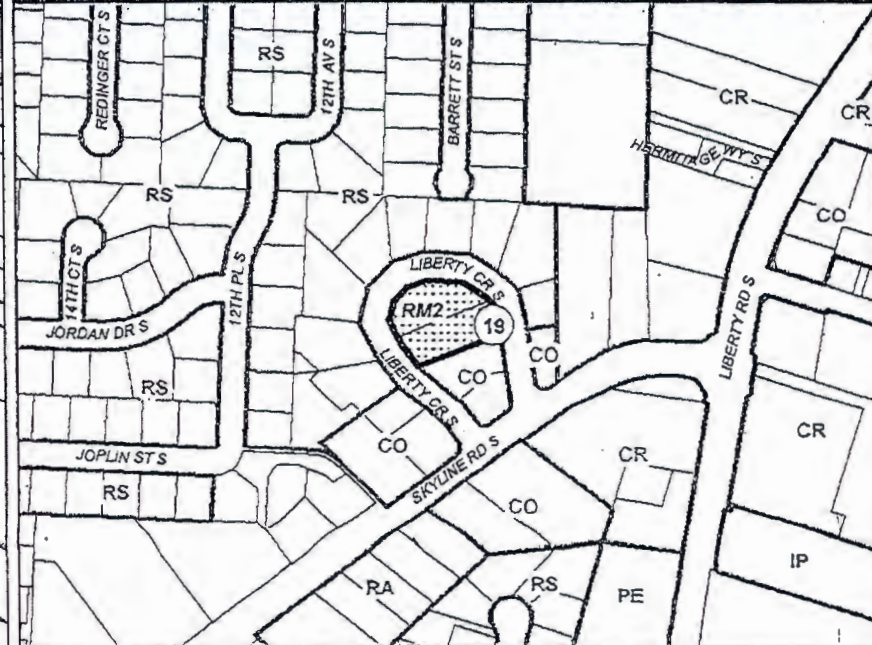 REDINGER CT S
RS
12TH AV S
BARRETT ST S
CR
CR
HERMITAGE WY S
RS
RS
CO
14TH CT S
12TH PL S
LIBERTY CR S
RM2
19
LIBERTY RD S
JORDAN DR S
CO
LIBERTY CR S
CO
RS
CO
CR
CR
JOPLIN ST S
SKYLINE RD S
RS
CO
IP
RA
RS
PE